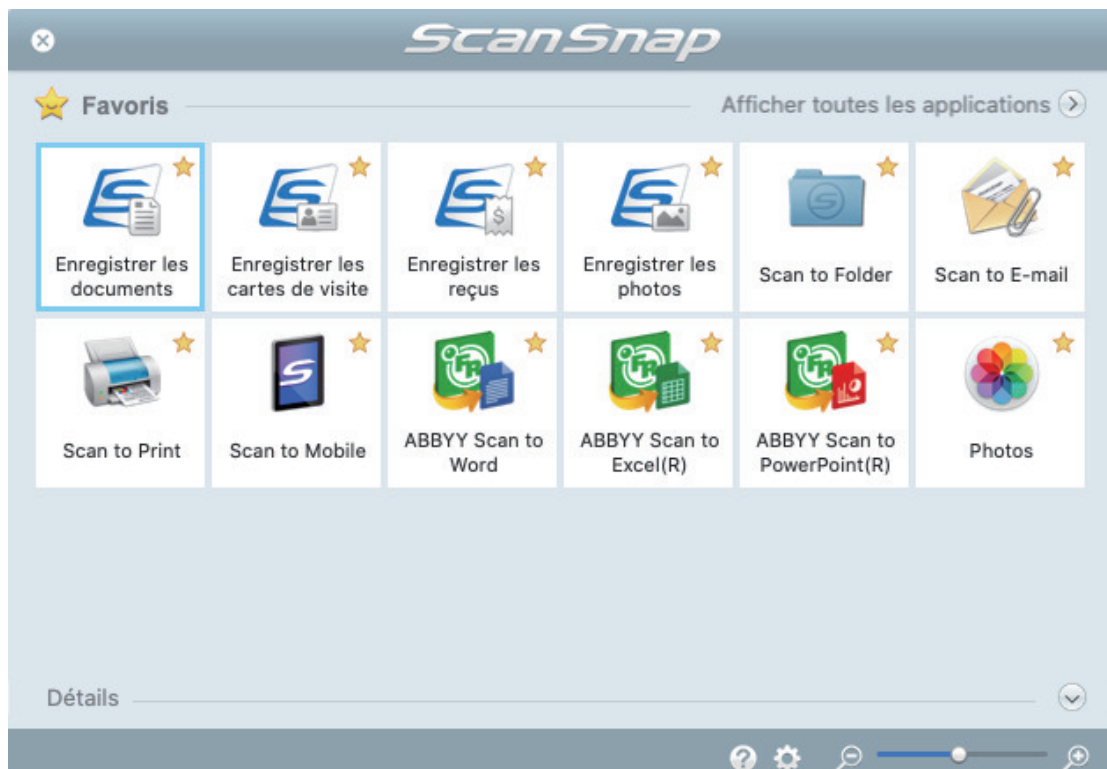 ScanSnap
Favoris
Afficher toutes les applications
Enregistrer les
documents
Enregistrer les
cartes de visite
Enregistrer les
reçus
Enregistrer les
photos
Scan to Folder
Scan to E-mail
Scan to Print
Scan to Mobile
ABBYY Scan to
Word
ABBYY Scan to
Excel(R)
ABBYY Scan to
PowerPoint(R)
Photos
Détails